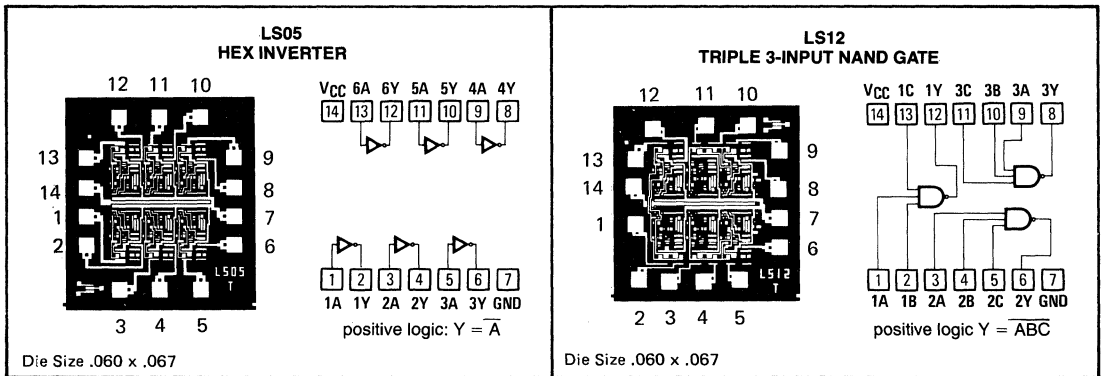 LS05
HEX INVERTER
12 11 10
13
14
1
2
9
8
7
6
LS05
T
3 4 5
VCC 6A 6Y 5A 5Y 4A 4Y
14 13 12 11 10 9 8
1 2 3 4 5 6 7
1A 1Y 2A 2Y 3A 3Y GND
positive logic: Y = A̅
Die Size .060 x .067
LS12
TRIPLE 3-INPUT NAND GATE
12 11 10
13
14
1
9
8
7
6
LS12
T
2 3 4 5
VCC 1C 1Y 3C 3B 3A 3Y
14 13 12 11 10 9 8
1 2 3 4 5 6 7
1A 1B 2A 2B 2C 2Y GND
positive logic Y = A̅B̅C̅
Die Size .060 x .067